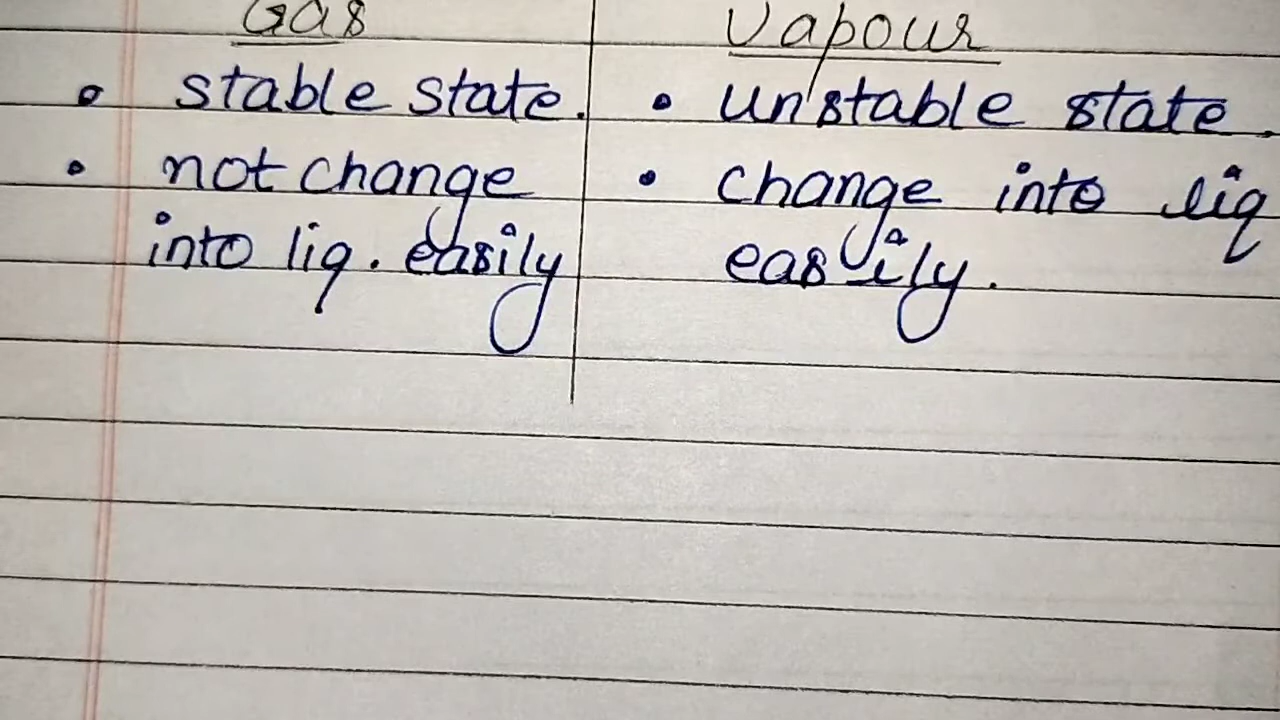 Gas Vapour
• stable state. • unstable state.
• not change • change into liq
into liq. easily easily.